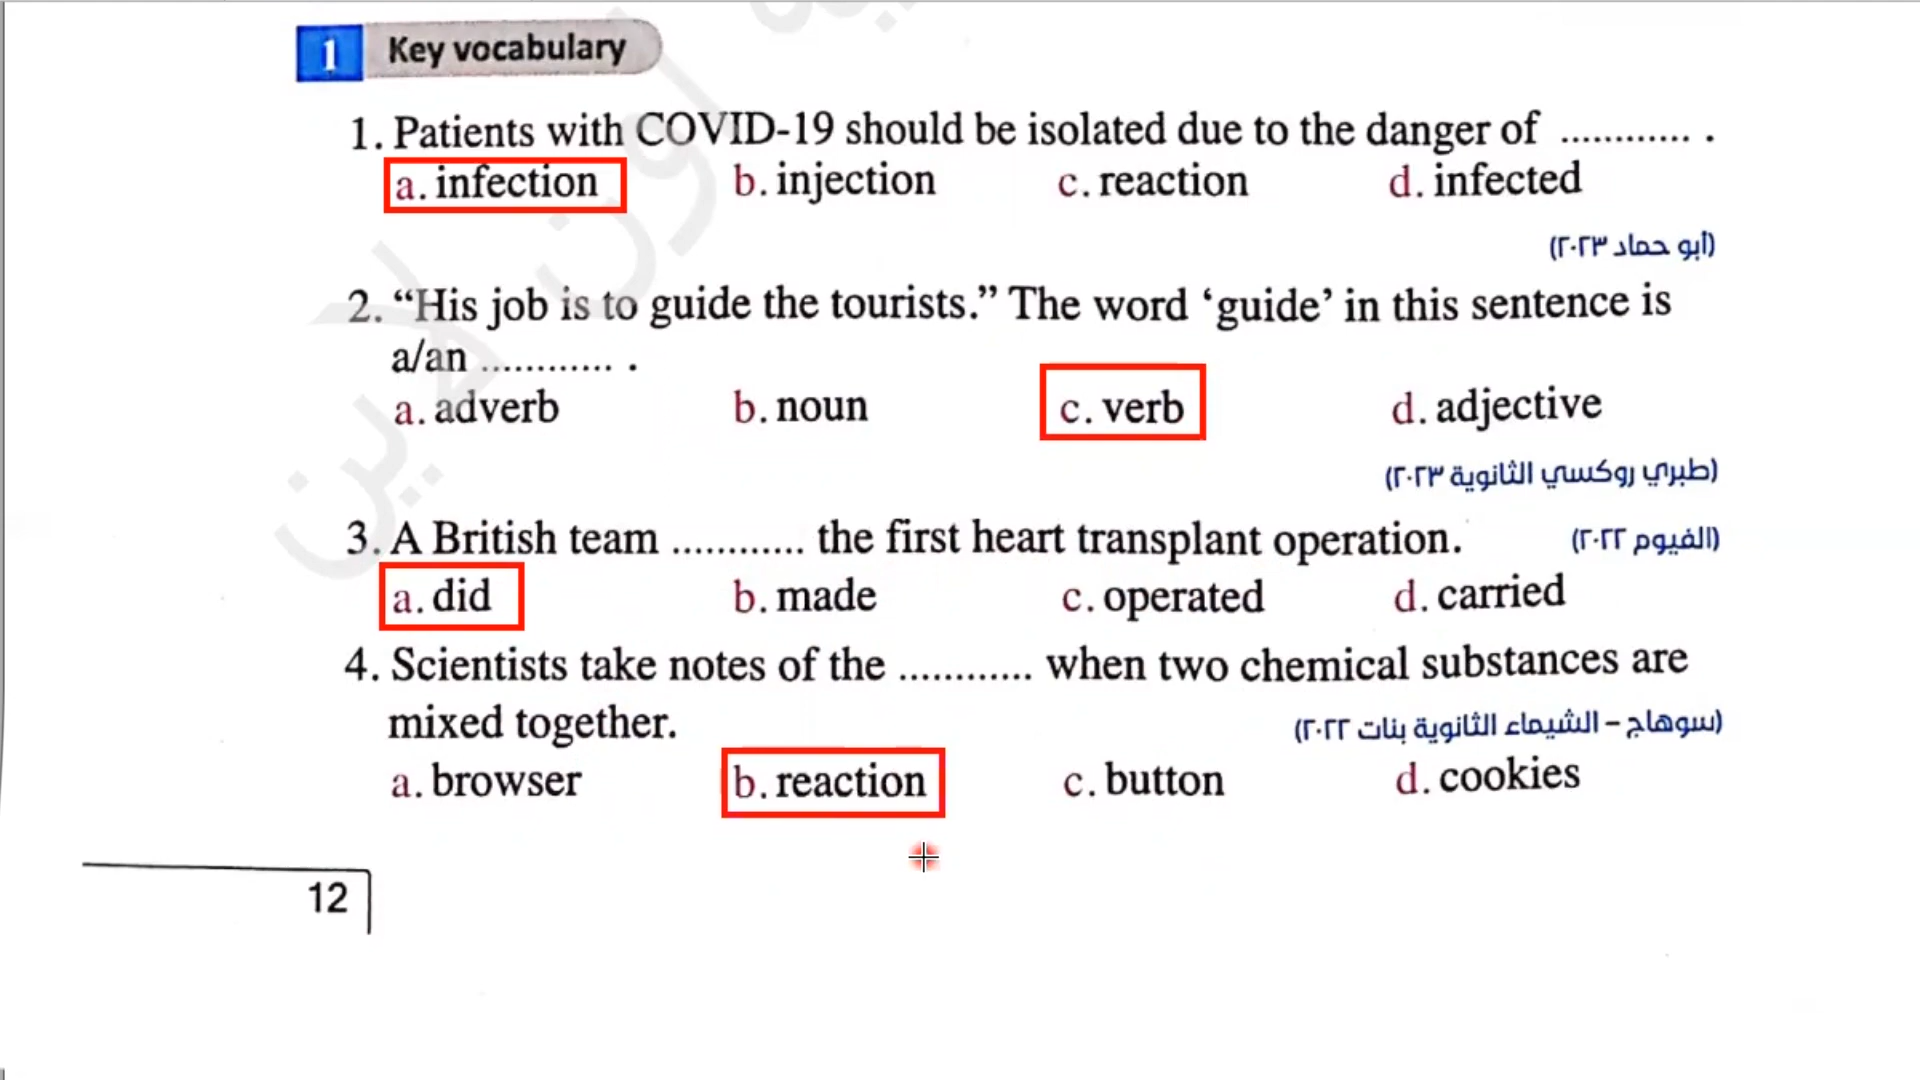 1 Key vocabulary
1. Patients with COVID-19 should be isolated due to the danger of ............ .
a. infection b. injection c. reaction d. infected
(أبو حماد ٢٠٢٣)
2. “His job is to guide the tourists.” The word ‘guide’ in this sentence is
a/an ............ .
a. adverb b. noun c. verb d. adjective
(طبري روكسي الثانوية ٢٠٢٣)
3. A British team ............ the first heart transplant operation. (الفيوم ٢٠٢٢)
a. did b. made c. operated d. carried
4. Scientists take notes of the ............ when two chemical substances are
mixed together. (سوهاج – الشيماء الثانوية بنات ٢٠٢٢)
a. browser b. reaction c. button d. cookies
12